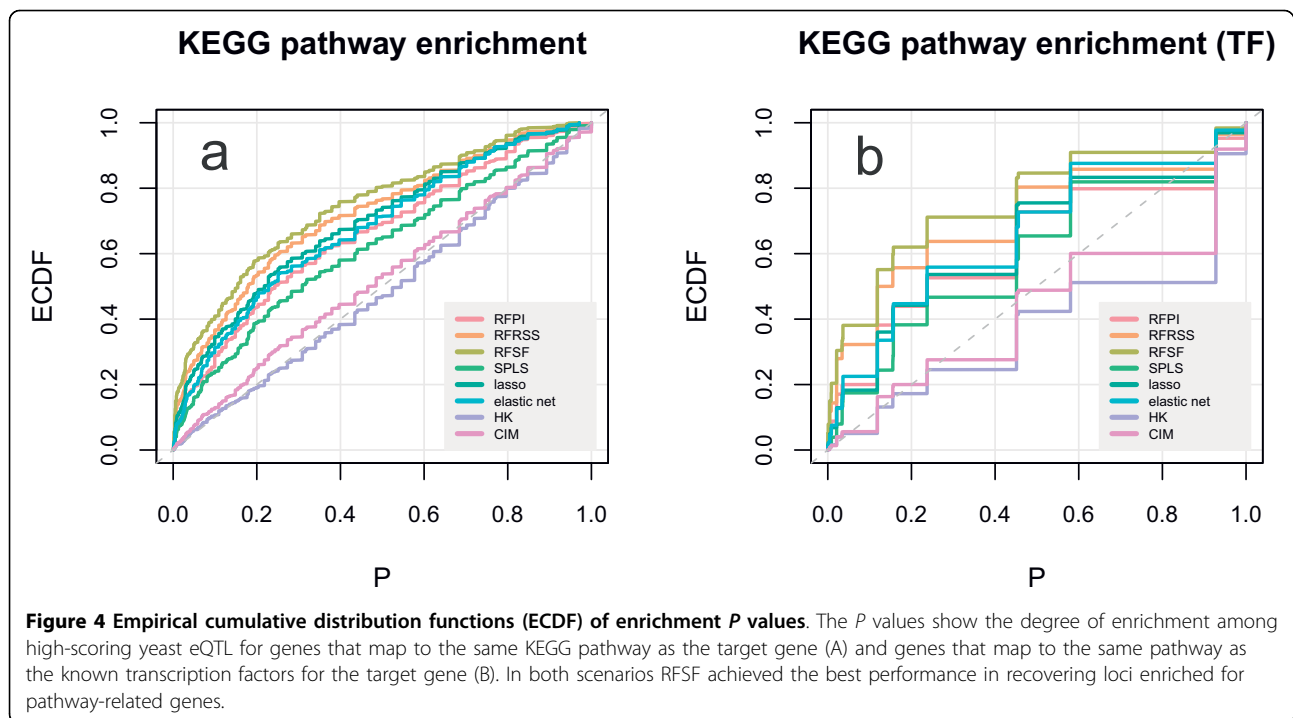 KEGG pathway enrichment
a
ECDF
1.0
0.8
0.6
0.4
0.2
0.0
RFPI
RFRSS
RFSF
SPLS
lasso
elastic net
HK
CIM
0.0 0.2 0.4 0.6 0.8 1.0
P
KEGG pathway enrichment (TF)
b
ECDF
1.0
0.8
0.6
0.4
0.2
0.0
RFPI
RFRSS
RFSF
SPLS
lasso
elastic net
HK
CIM
0.0 0.2 0.4 0.6 0.8 1.0
P
Figure 4 Empirical cumulative distribution functions (ECDF) of enrichment P values. The P values show the degree of enrichment among
high-scoring yeast eQTL for genes that map to the same KEGG pathway as the target gene (A) and genes that map to the same pathway as
the known transcription factors for the target gene (B). In both scenarios RFSF achieved the best performance in recovering loci enriched for
pathway-related genes.